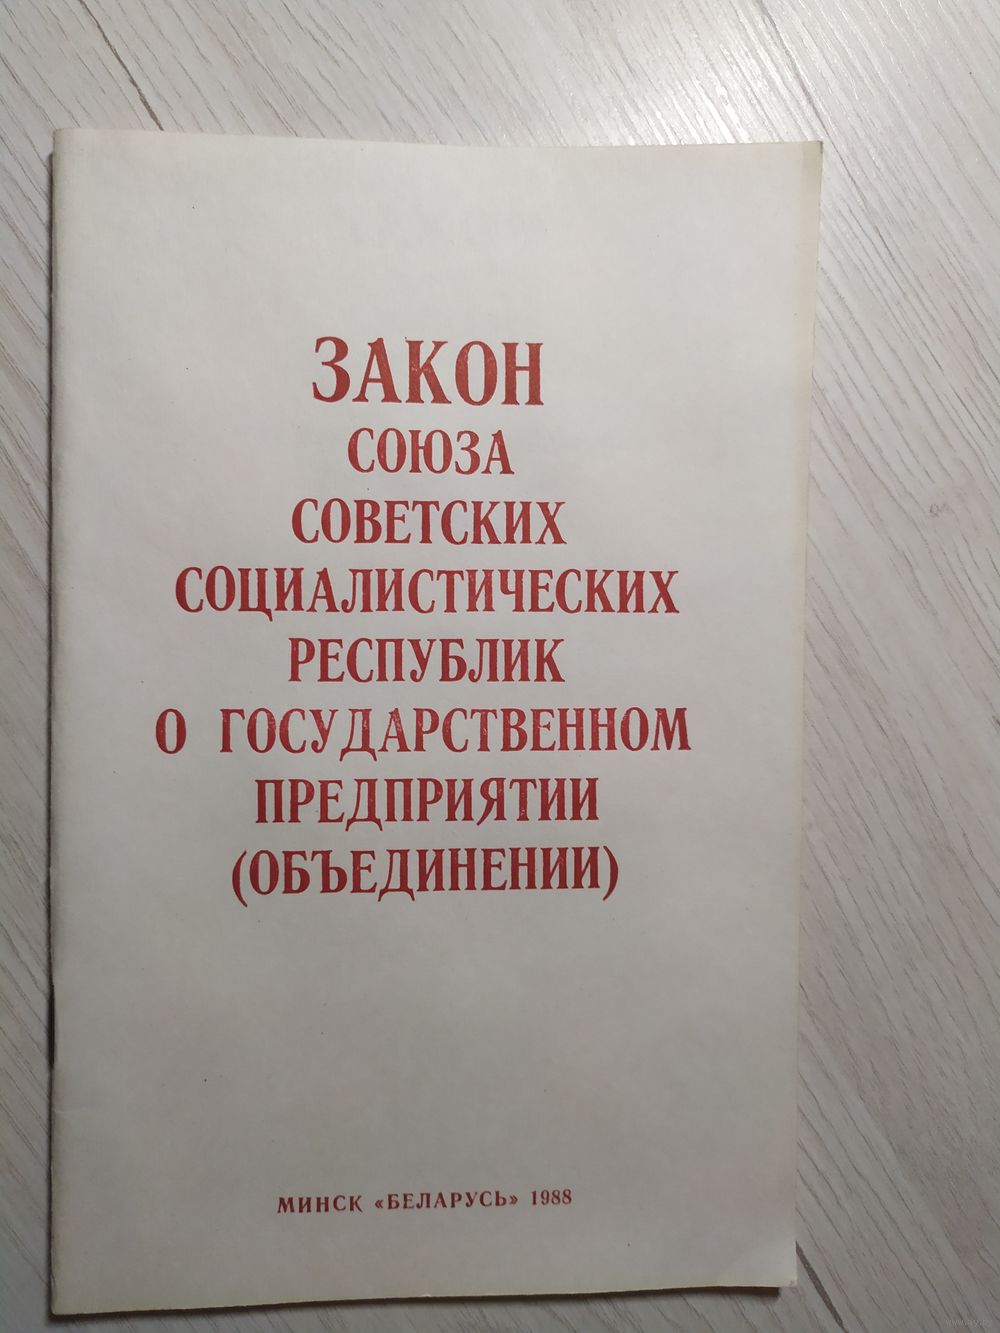 ЗАКОН
СОЮЗА
СОВЕТСКИХ
СОЦИАЛИСТИЧЕСКИХ
РЕСПУБЛИК
О ГОСУДАРСТВЕННОМ
ПРЕДПРИЯТИИ
(ОБЪЕДИНЕНИИ)
МИНСК «БЕЛАРУСЬ» 1988